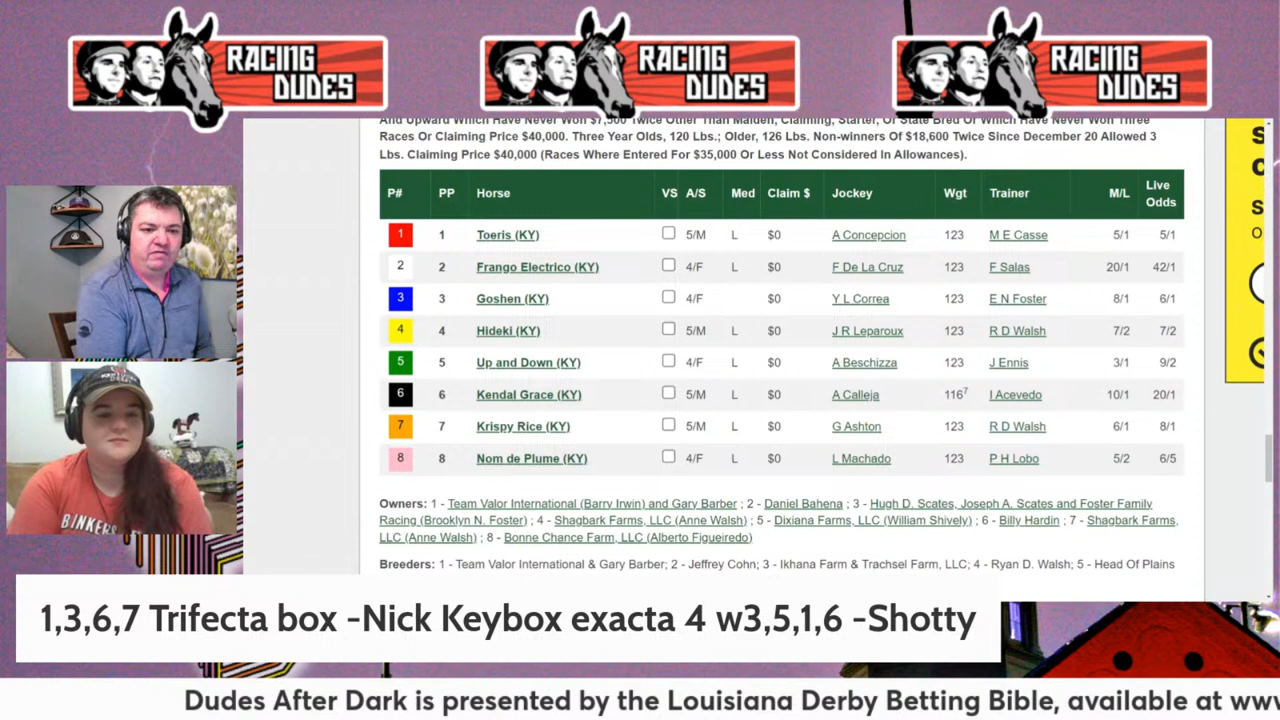 RACING DUDES
RACING DUDES
RACING DUDES
And Upward Which Have Never Won $7,500 Twice Other Than Maiden, Claiming, Starter, Or State Bred Or Which Have Never Won Three
Races Or Claiming Price $40,000. Three Year Olds, 120 Lbs.; Older, 126 Lbs. Non-winners Of $18,600 Twice Since December 20 Allowed 3
Lbs. Claiming Price $40,000 (Races Where Entered For $35,000 Or Less Not Considered In Allowances).
P# PP Horse VS A/S Med Claim $ Jockey Wgt Trainer M/L Live Odds
1 1 Toeris (KY) 5/M L $0 A Concepcion 123 M E Casse 5/1 5/1
2 2 Frango Electrico (KY) 4/F L $0 F De La Cruz 123 F Salas 20/1 42/1
3 3 Goshen (KY) 4/F $0 Y L Correa 123 E N Foster 8/1 6/1
4 4 Hideki (KY) 5/M L $0 J R Leparoux 123 R D Walsh 7/2 7/2
5 5 Up and Down (KY) 4/F L $0 A Beschizza 123 J Ennis 3/1 9/2
6 6 Kendal Grace (KY) 5/M L $0 A Calleja 116⁷ I Acevedo 10/1 20/1
7 7 Krispy Rice (KY) 5/M L $0 G Ashton 123 R D Walsh 6/1 8/1
8 8 Nom de Plume (KY) 4/F L $0 L Machado 123 P H Lobo 5/2 6/5
Owners: 1 - Team Valor International (Barry Irwin) and Gary Barber ; 2 - Daniel Bahena ; 3 - Hugh D. Scates, Joseph A. Scates and Foster Family
Racing (Brooklyn N. Foster) ; 4 - Shagbark Farms, LLC (Anne Walsh) ; 5 - Dixiana Farms, LLC (William Shively) ; 6 - Billy Hardin ; 7 - Shagbark Farms,
LLC (Anne Walsh) ; 8 - Bonne Chance Farm, LLC (Alberto Figueiredo)
Breeders: 1 - Team Valor International & Gary Barber; 2 - Jeffrey Cohn; 3 - Ikhana Farm & Trachsel Farm, LLC; 4 - Ryan D. Walsh; 5 - Head Of Plains
1,3,6,7 Trifecta box -Nick Keybox exacta 4 w3,5,1,6 -Shotty
Dudes After Dark is presented by the Louisiana Derby Betting Bible, available at www